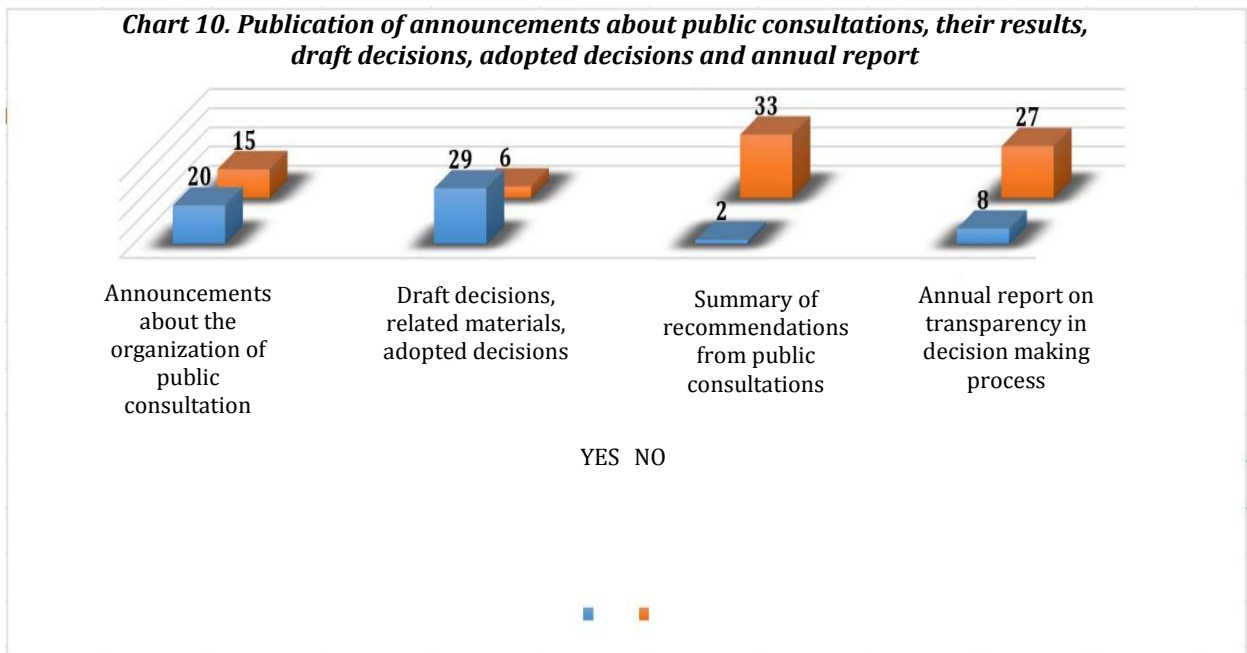 Chart 10. Publication of announcements about public consultations, their results,
draft decisions, adopted decisions and annual report
20
15
29
6
2
33
8
27
Announcements
about the
organization of
public
consultation
Draft decisions,
related materials,
adopted decisions
Summary of
recommendations
from public
consultations
Annual report on
transparency in
decision making
process
YES NO